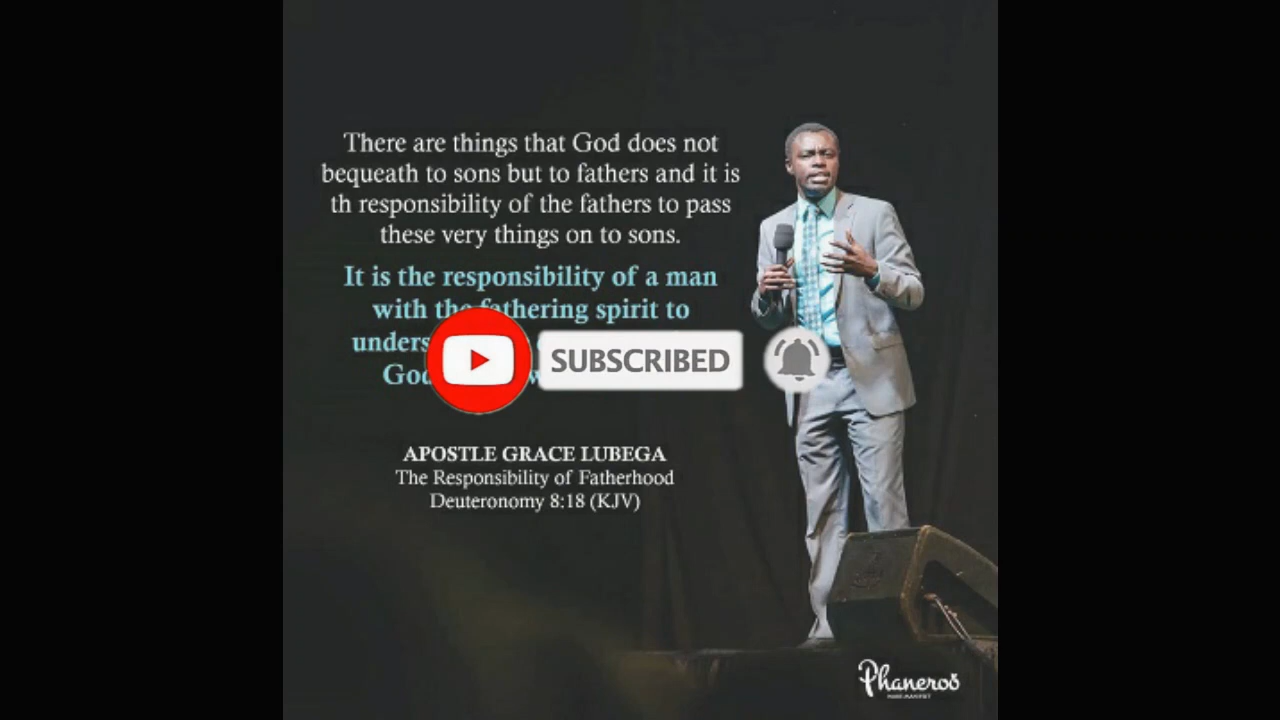 There are things that God does not
bequeath to sons but to fathers and it is
th responsibility of the fathers to pass
these very things on to sons.
It is the responsibility of a man
with the fathering spirit to
SUBSCRIBED
APOSTLE GRACE LUBEGA
The Responsibility of Fatherhood
Deuteronomy 8:18 (KJV)
Phaneroo
MAKE MANIFEST